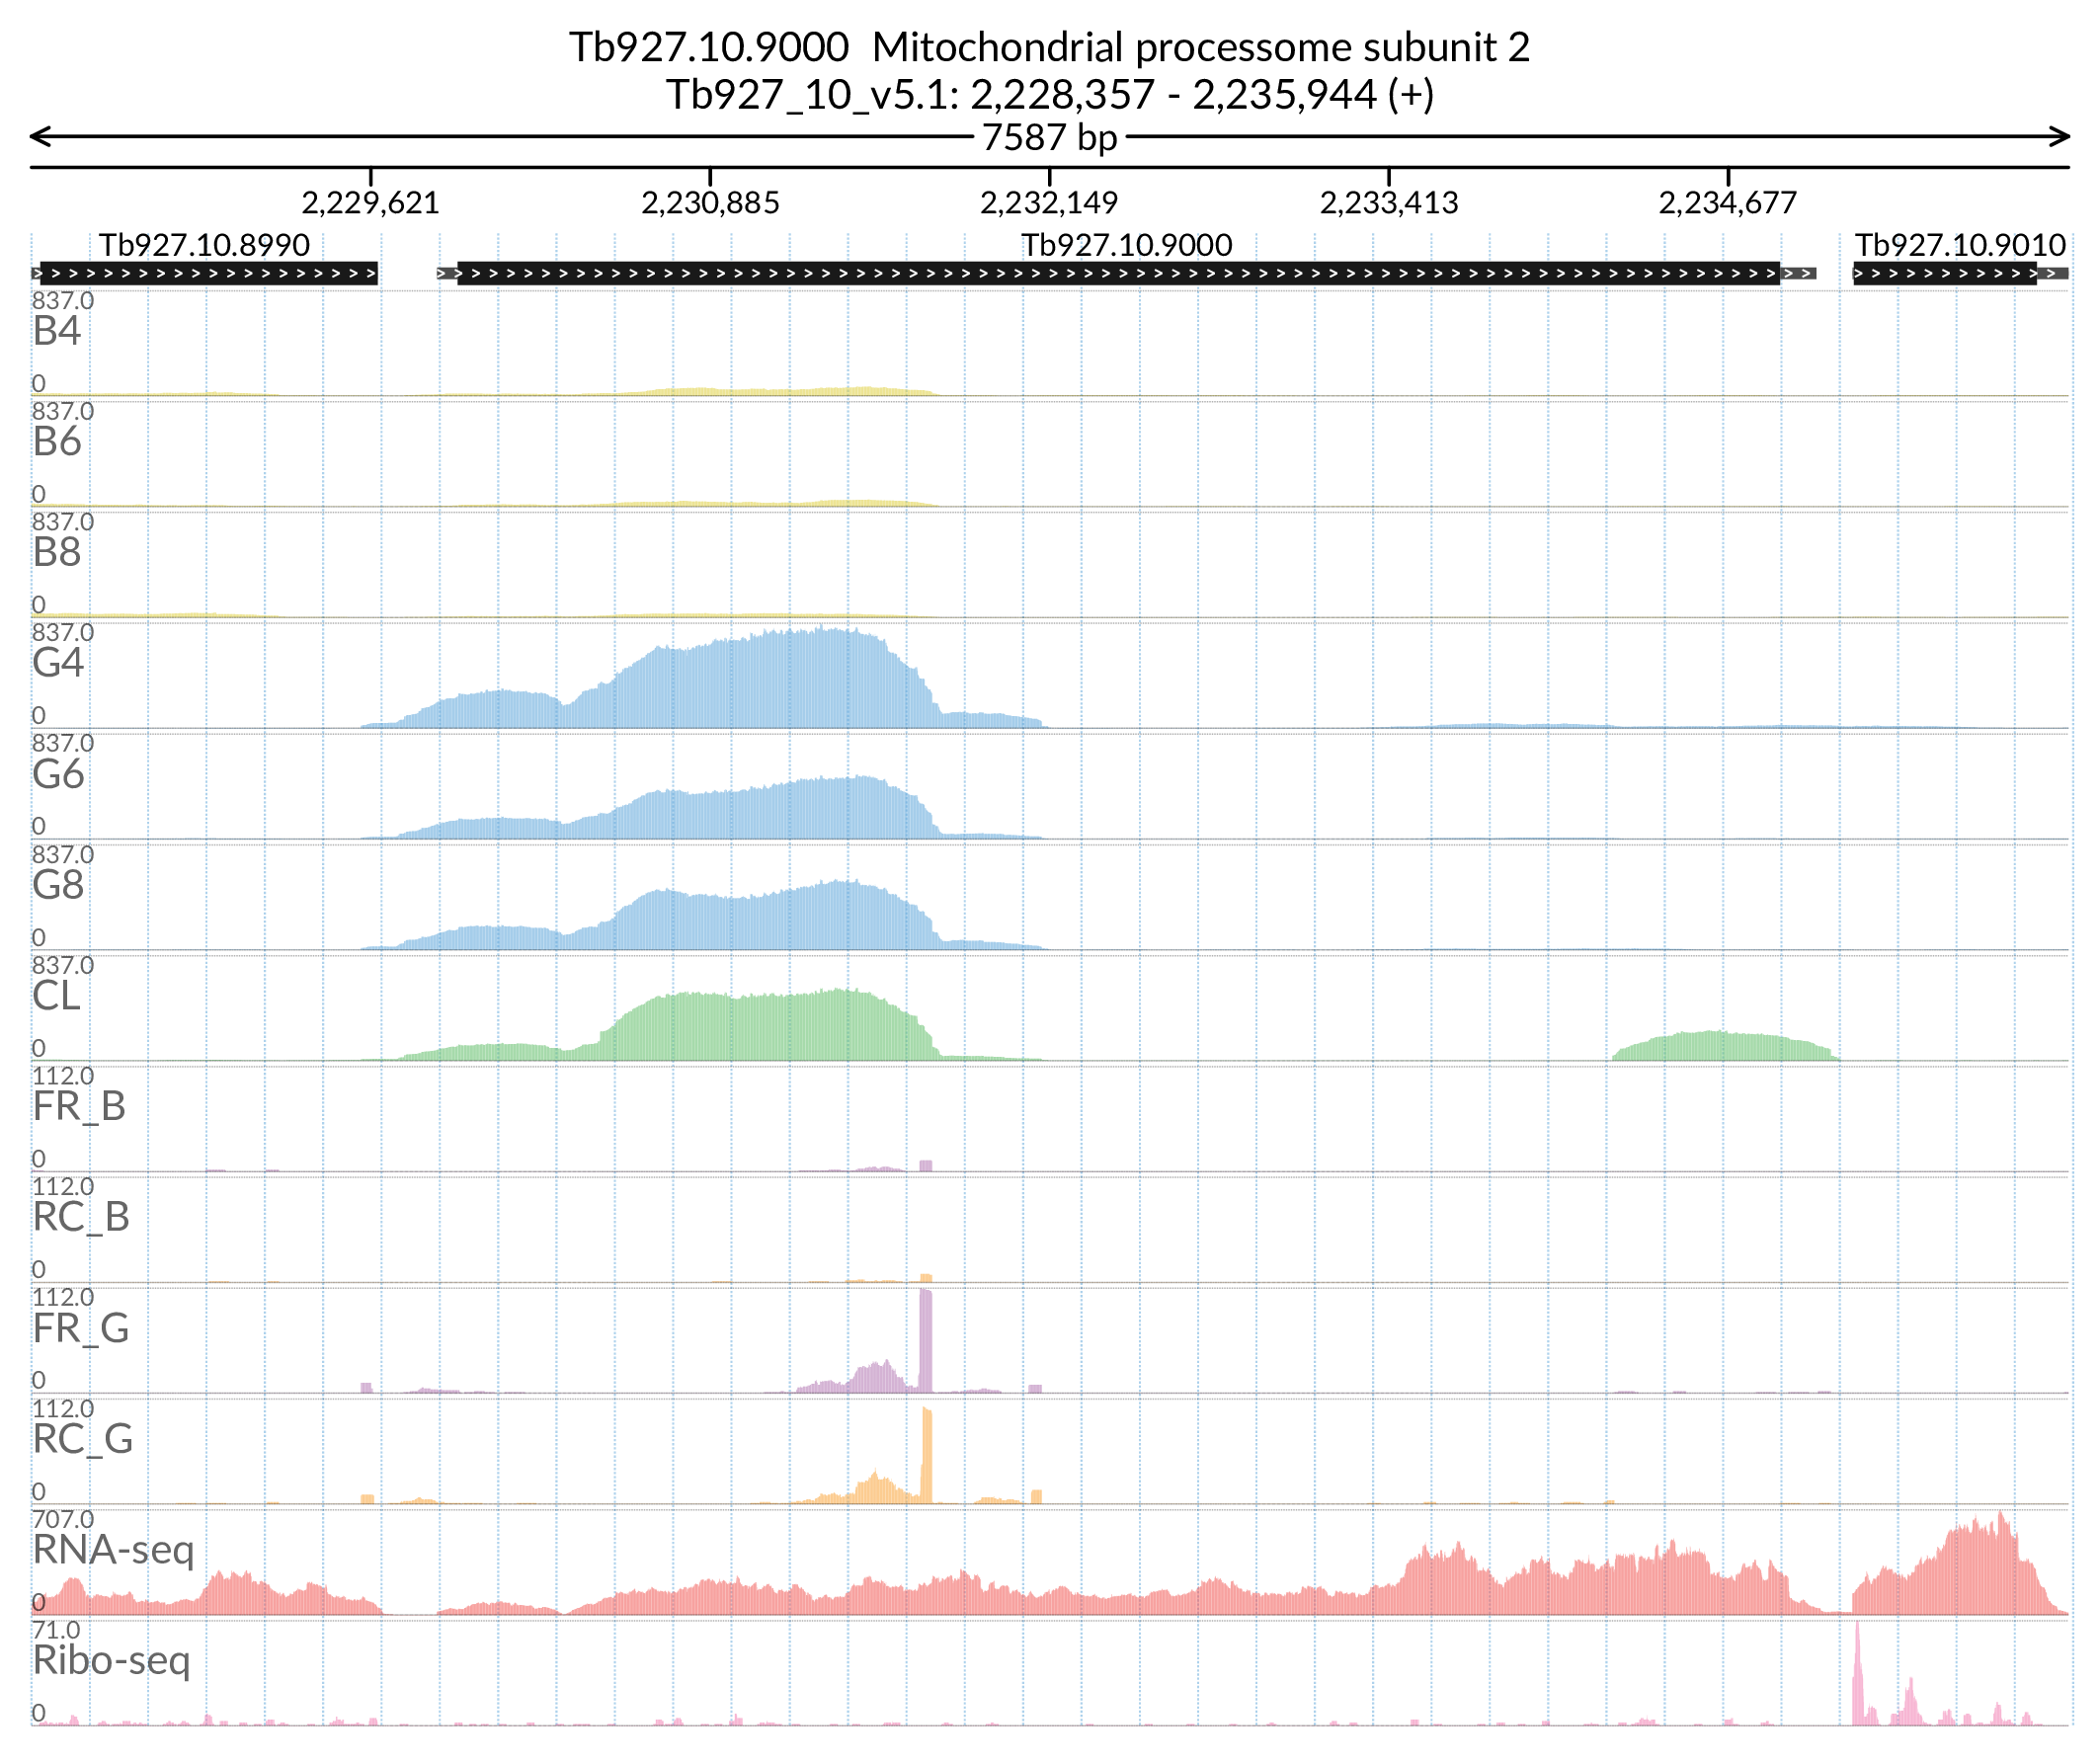 Tb927.10.9000 Mitochondrial processome subunit 2
Tb927_10_v5.1: 2,228,357 - 2,235,944 (+)
7587 bp
2,229,621 2,230,885 2,232,149 2,233,413 2,234,677
Tb927.10.8990 Tb927.10.9000 Tb927.10.9010
837.0
B4
0
837.0
B6
0
837.0
B8
0
837.0
G4
0
837.0
G6
0
837.0
G8
0
837.0
CL
0
112.0
FR_B
0
112.0
RC_B
0
112.0
FR_G
0
112.0
RC_G
0
707.0
RNA-seq
0
71.0
Ribo-seq
0